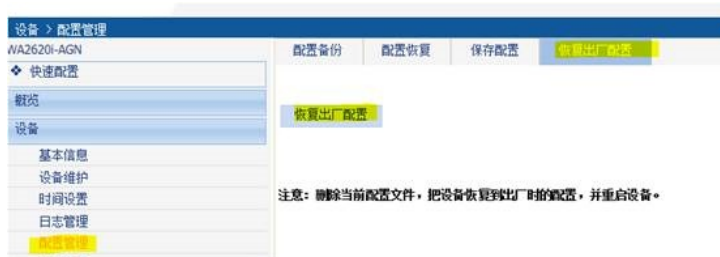 设备 > 配置管理
WA2620i-AGN
配置备份 配置恢复 保存配置 恢复出厂配置
快速配置
概览
恢复出厂配置
设备
基本信息
设备维护
时间设置
注意：删除当前配置文件，把设备恢复到出厂时的配置，并重启设备。
日志管理
配置管理